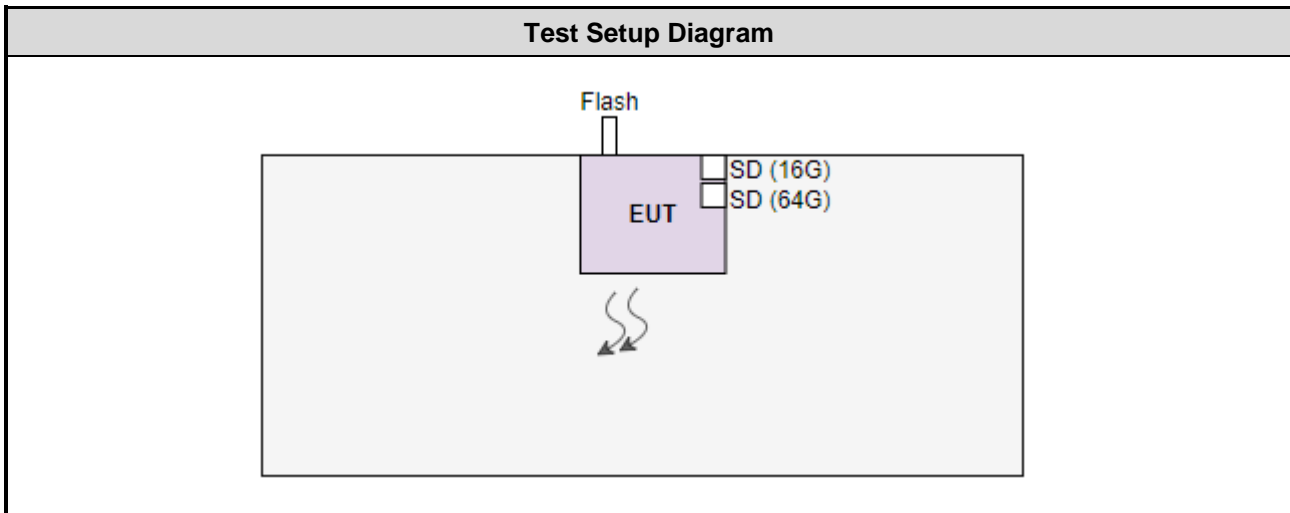 Test Setup Diagram
Flash
SD (16G)
SD (64G)
EUT